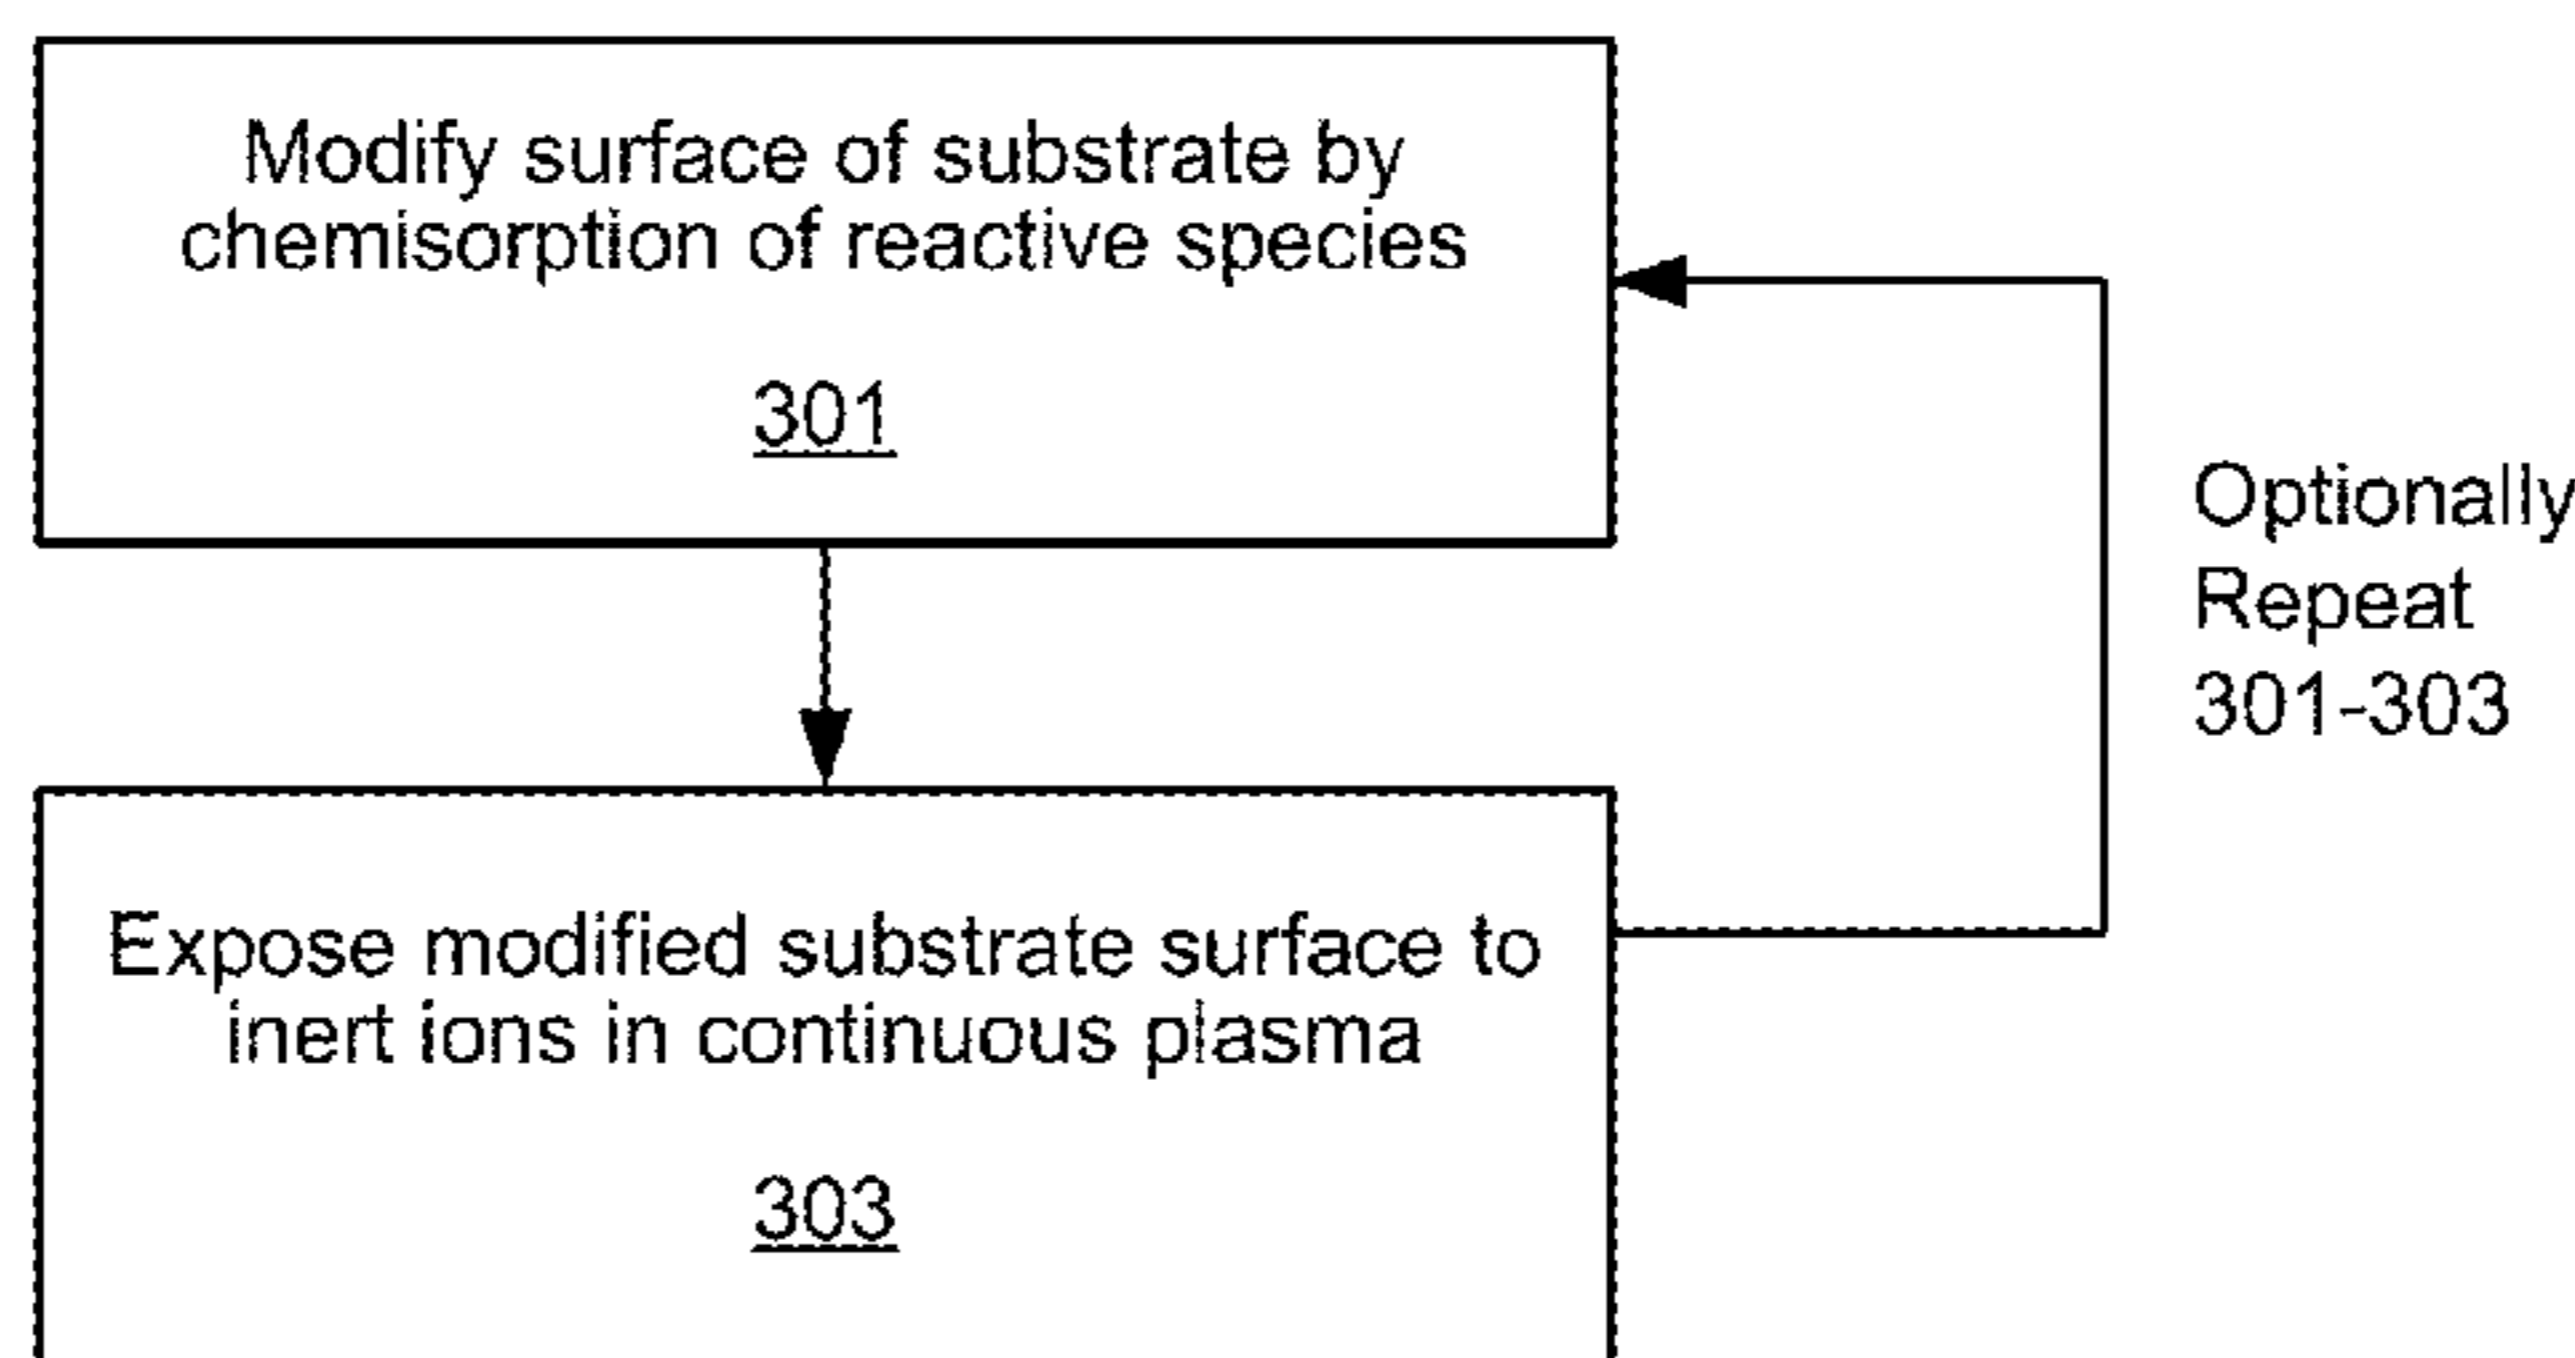 Modify surface of substrate by
chemisorption of reactive species
301
Optionally
Repeat
301-303
Expose modified substrate surface to
inert ions in continuous plasma
303